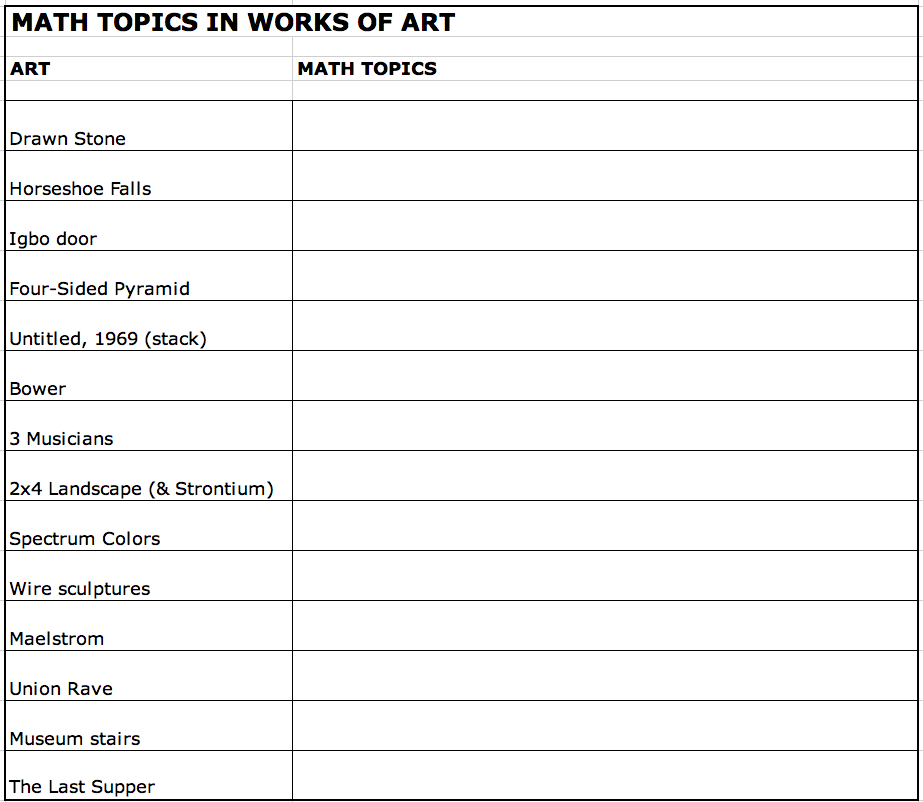 MATH TOPICS IN WORKS OF ART
ART MATH TOPICS
Drawn Stone
Horseshoe Falls
Igbo door
Four-Sided Pyramid
Untitled, 1969 (stack)
Bower
3 Musicians
2x4 Landscape (& Strontium)
Spectrum Colors
Wire sculptures
Maelstrom
Union Rave
Museum stairs
The Last Supper